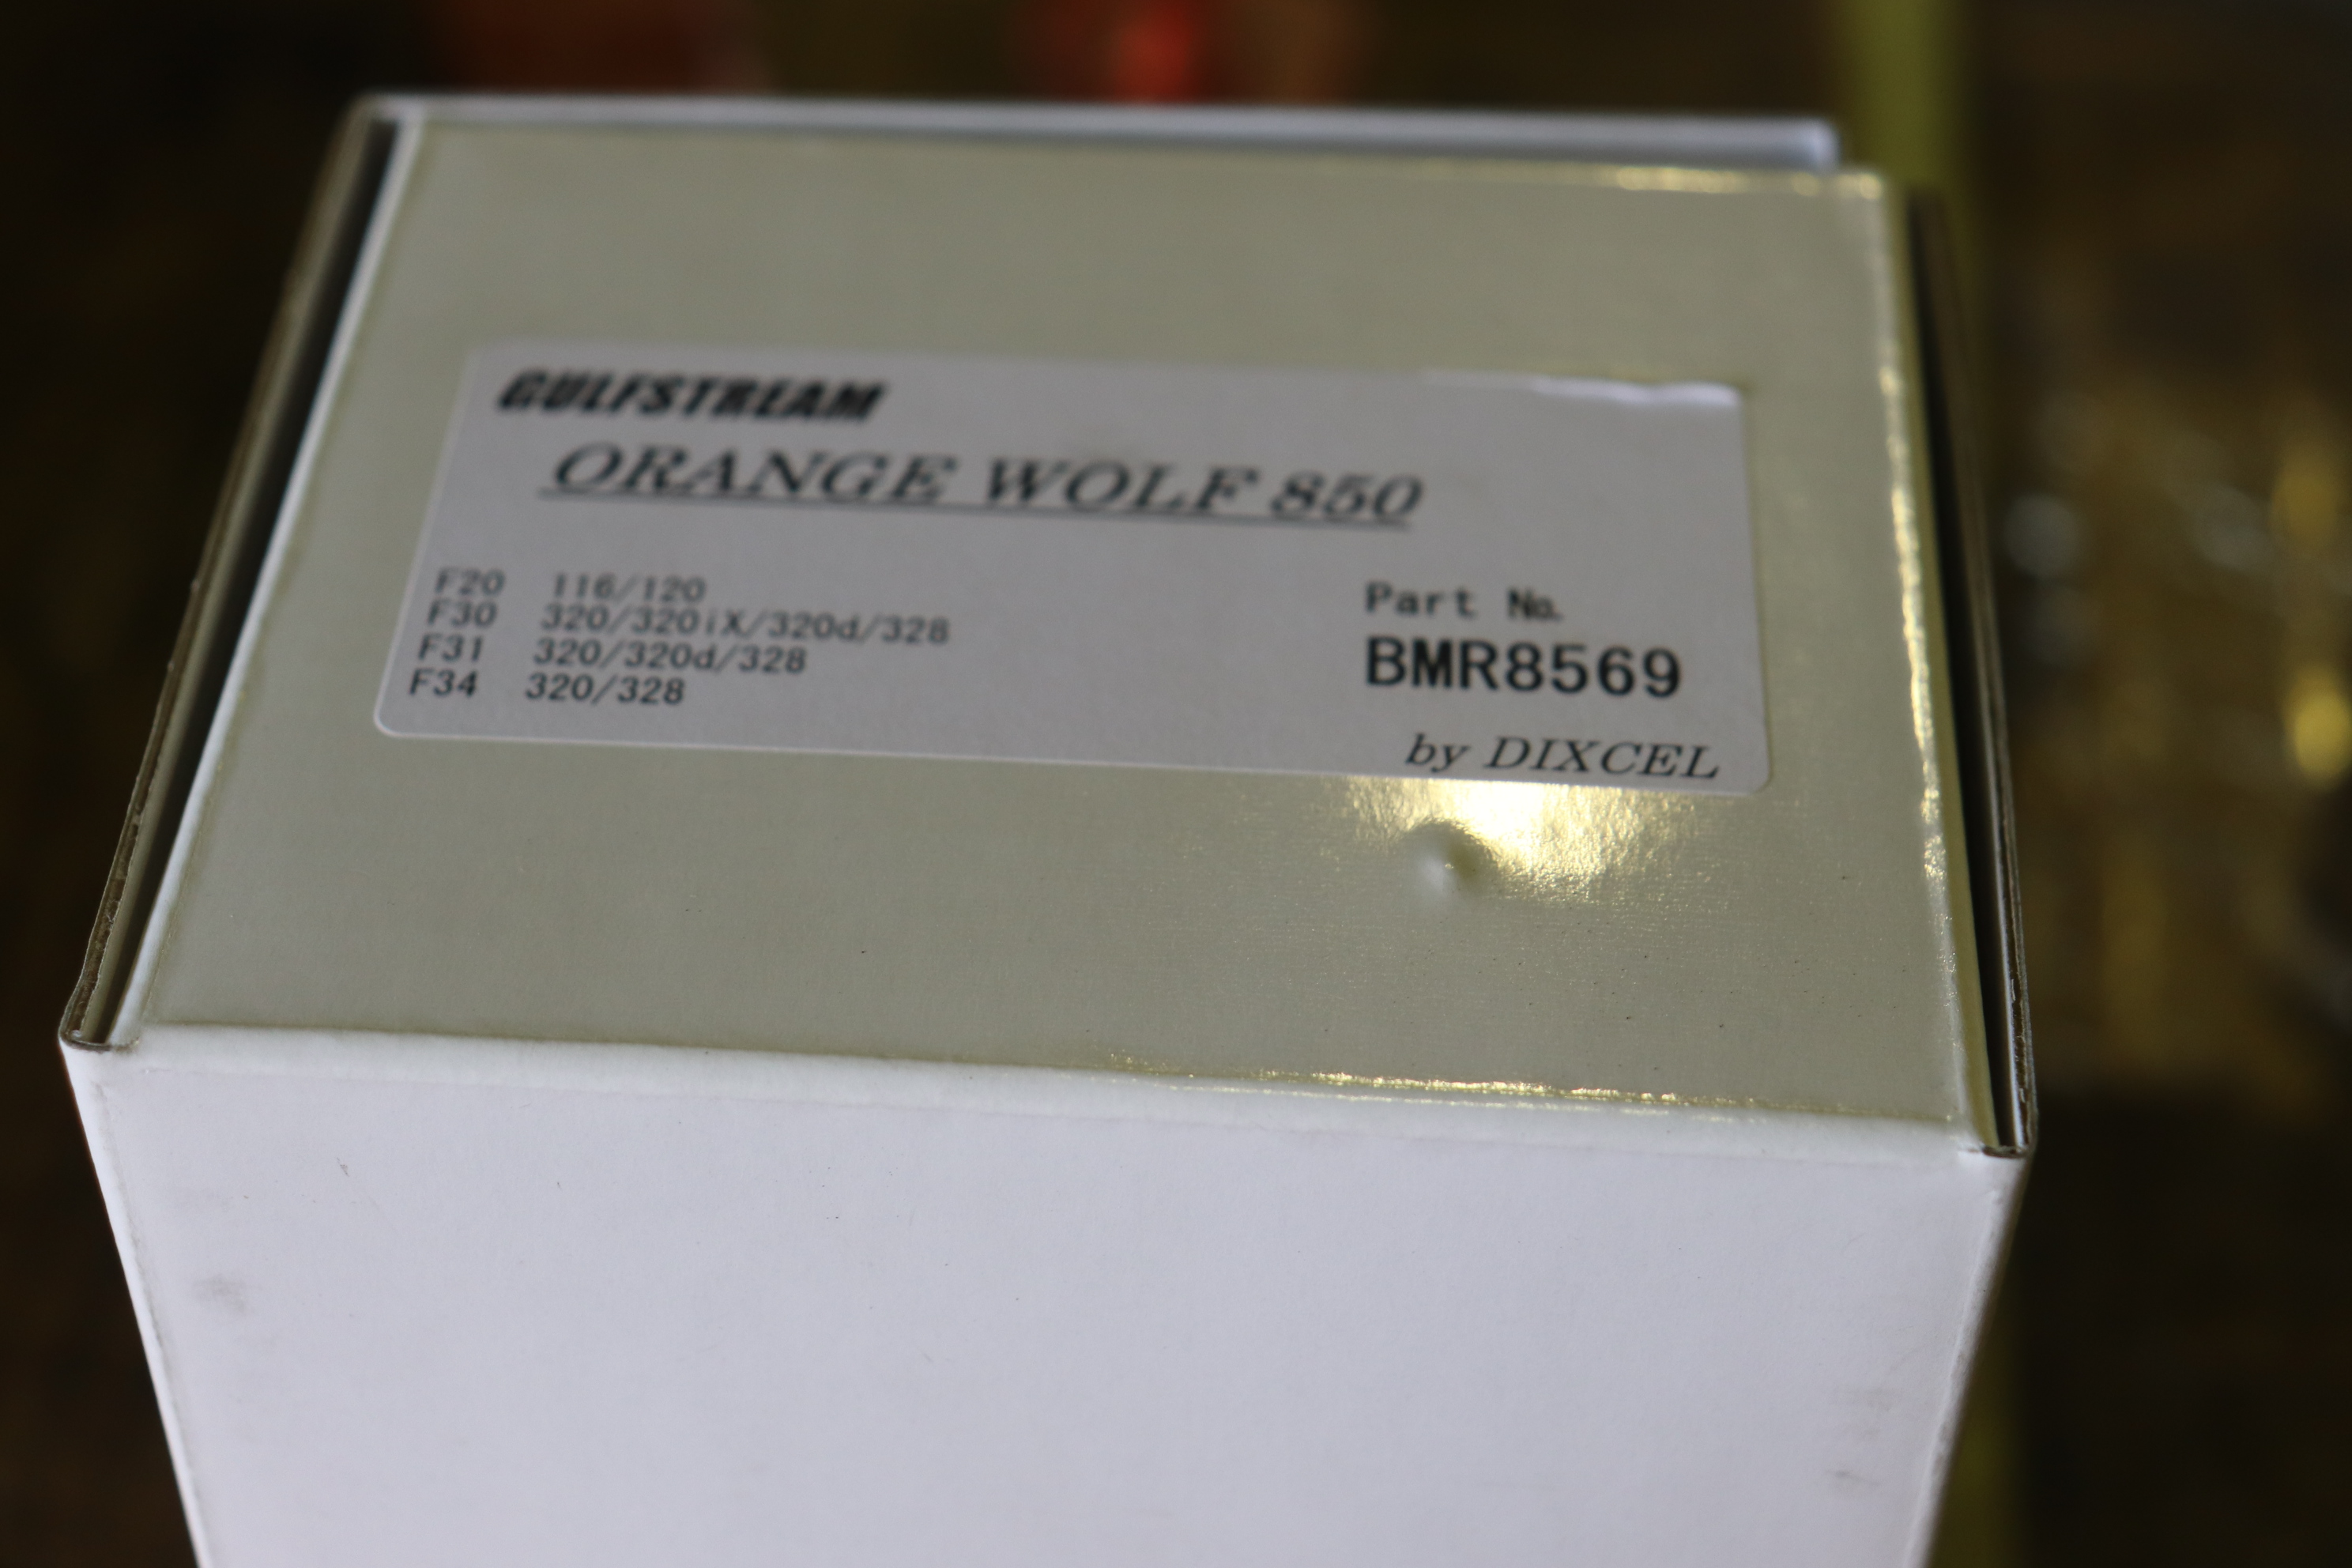 GULFSTREAM
ORANGE WOLF 850
F20 116/120
F30 320/320iX/320d/328
F31 320/320d/328
F34 320/328
Part No.
BMR8569
by DIXCEL